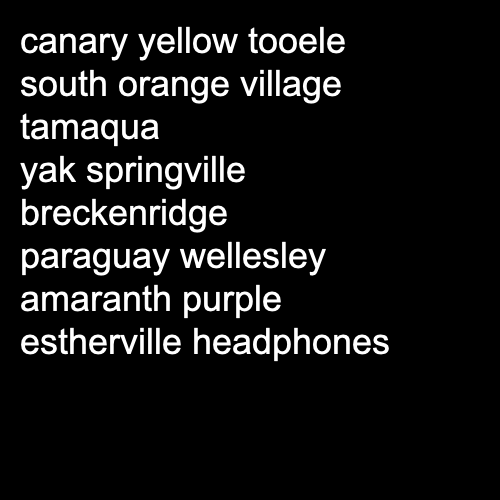 canary yellow tooele
south orange village
tamaqua
yak springville
breckenridge
paraguay wellesley
amaranth purple
estherville headphones